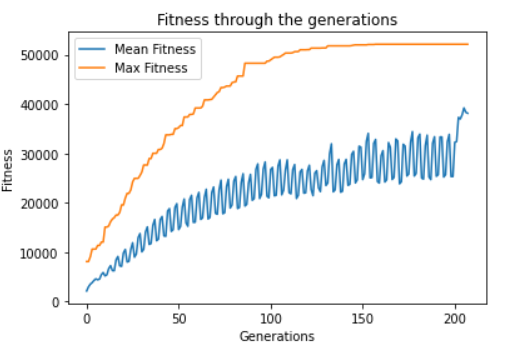 Fitness through the generations
Mean Fitness
Max Fitness
50000
40000
30000
20000
10000
0
Fitness
0 50 100 150 200
Generations